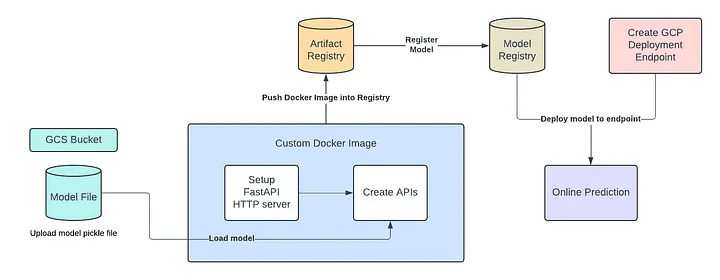 Artifact
Registry
Register
Model
Model
Registry
Create GCP
Deployment
Endpoint
Push Docker Image into Registry
Deploy model to endpoint
GCS Bucket
Custom Docker Image
Model File
Setup
FastAPI
HTTP server
Create APIs
Online Prediction
Upload model pickle file
Load model